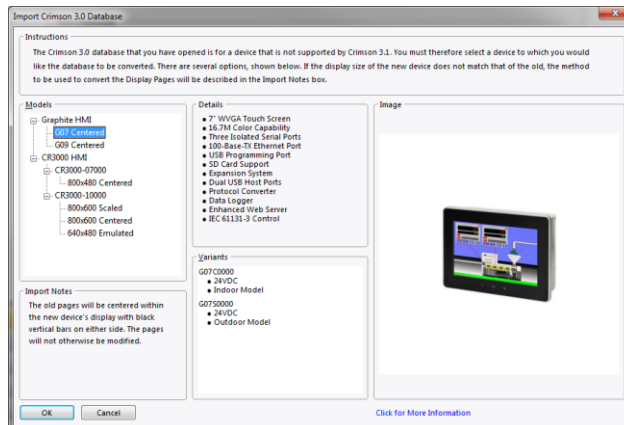 Import Crimson 3.0 Database
Instructions
The Crimson 3.0 database that you have opened is for a device that is not supported by Crimson 3.1. You must therefore select a device to which you would
like the database to be converted. There are several options, shown below. If the display size of the new device does not match that of the old, the method
to be used to convert the Display Pages will be described in the Import Notes box.
Models
Graphite HMI
G07 Centered
G09 Centered
CR3000 HMI
CR3000-07000
800x480 Centered
CR3000-10000
800x600 Scaled
800x600 Centered
640x480 Emulated
Import Notes
The old pages will be centered within
the new device's display with black
vertical bars on either side. The pages
will not otherwise be modified.
Details
• 7" WVGA Touch Screen
• 16.7M Color Capability
• Three Isolated Serial Ports
• 100-Base-TX Ethernet Port
• USB Programming Port
• SD Card Support
• Expansion System
• Dual USB Host Ports
• Protocol Converter
• Data Logger
• Enhanced Web Server
• IEC 61131-3 Control
Variants
G07C0000
• 24VDC
• Indoor Model
G07S0000
• 24VDC
• Outdoor Model
Image
OK
Cancel
Click for More Information